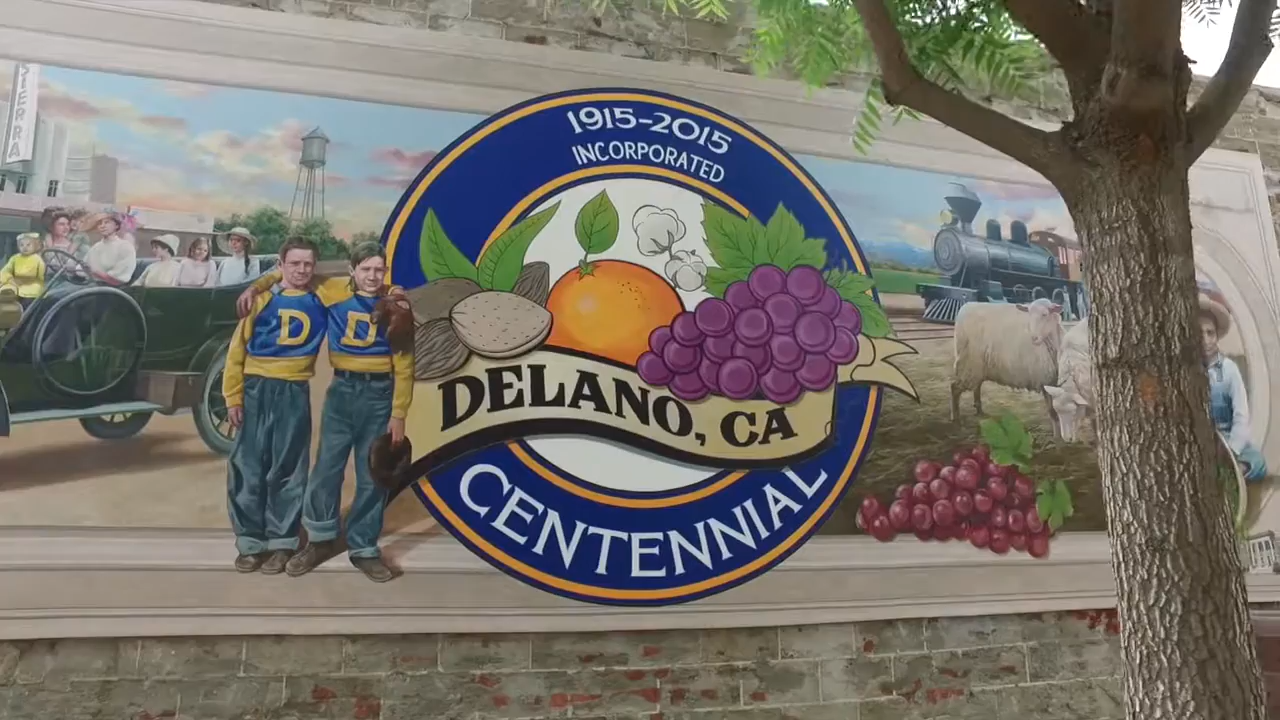 SIERRA
1915-2015
INCORPORATED
D D
DELANO, CA
CENTENNIAL